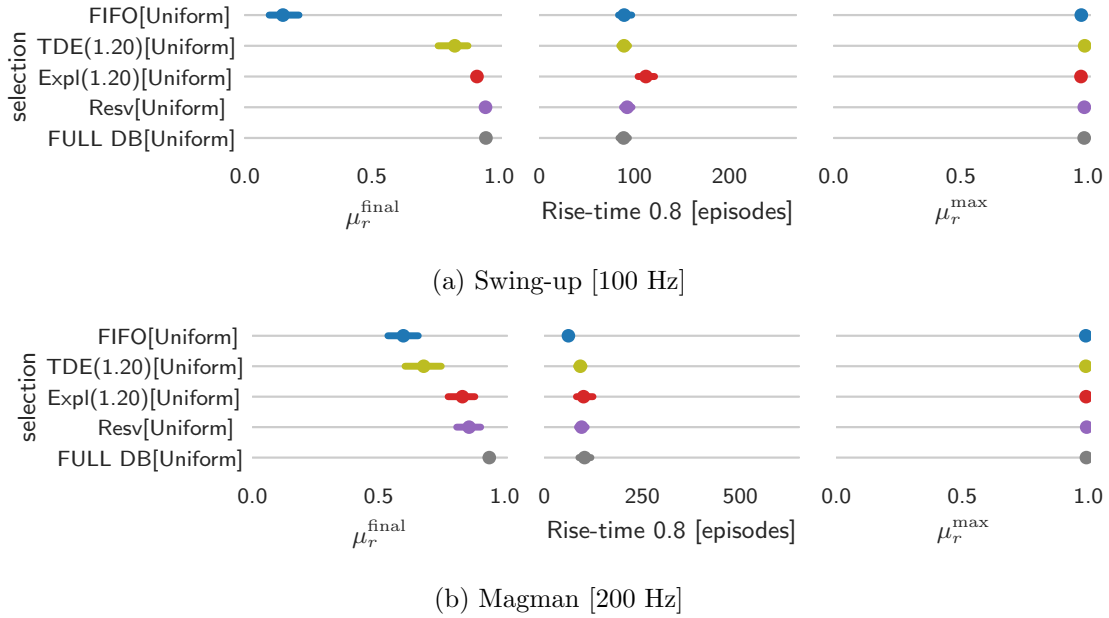 selection
FIFO[Uniform]
TDE(1.20)[Uniform]
Expl(1.20)[Uniform]
Resv[Uniform]
FULL DB[Uniform]
0.0 0.5 1.0 0 100 200 0.0 0.5 1.0
μ_r^final Rise-time 0.8 [episodes] μ_r^max
(a) Swing-up [100 Hz]
selection
FIFO[Uniform]
TDE(1.20)[Uniform]
Expl(1.20)[Uniform]
Resv[Uniform]
FULL DB[Uniform]
0.0 0.5 1.0 0 250 500 0.0 0.5 1.0
μ_r^final Rise-time 0.8 [episodes] μ_r^max
(b) Magman [200 Hz]